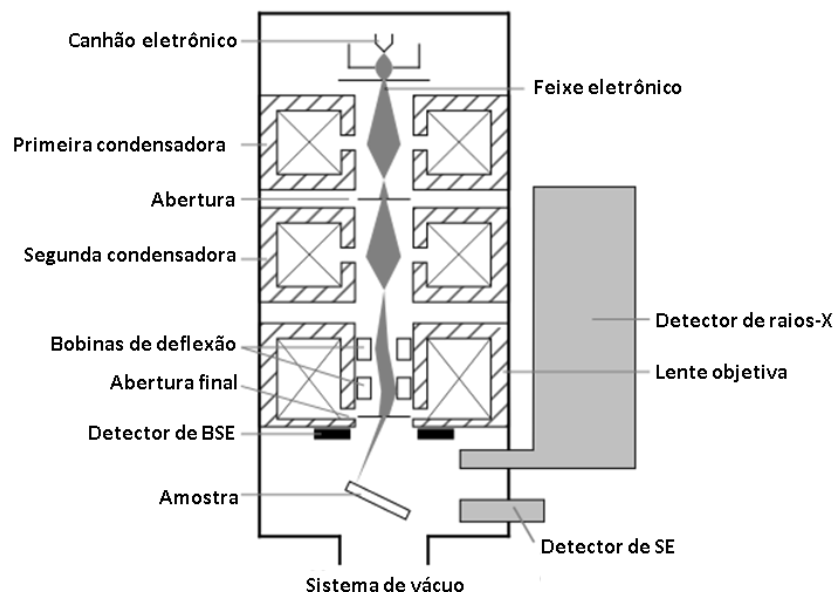 Canhão eletrônico
Feixe eletrônico
Primeira condensadora
Abertura
Segunda condensadora
Detector de raios-X
Bobinas de deflexão
Lente objetiva
Abertura final
Detector de BSE
Amostra
Detector de SE
Sistema de vácuo